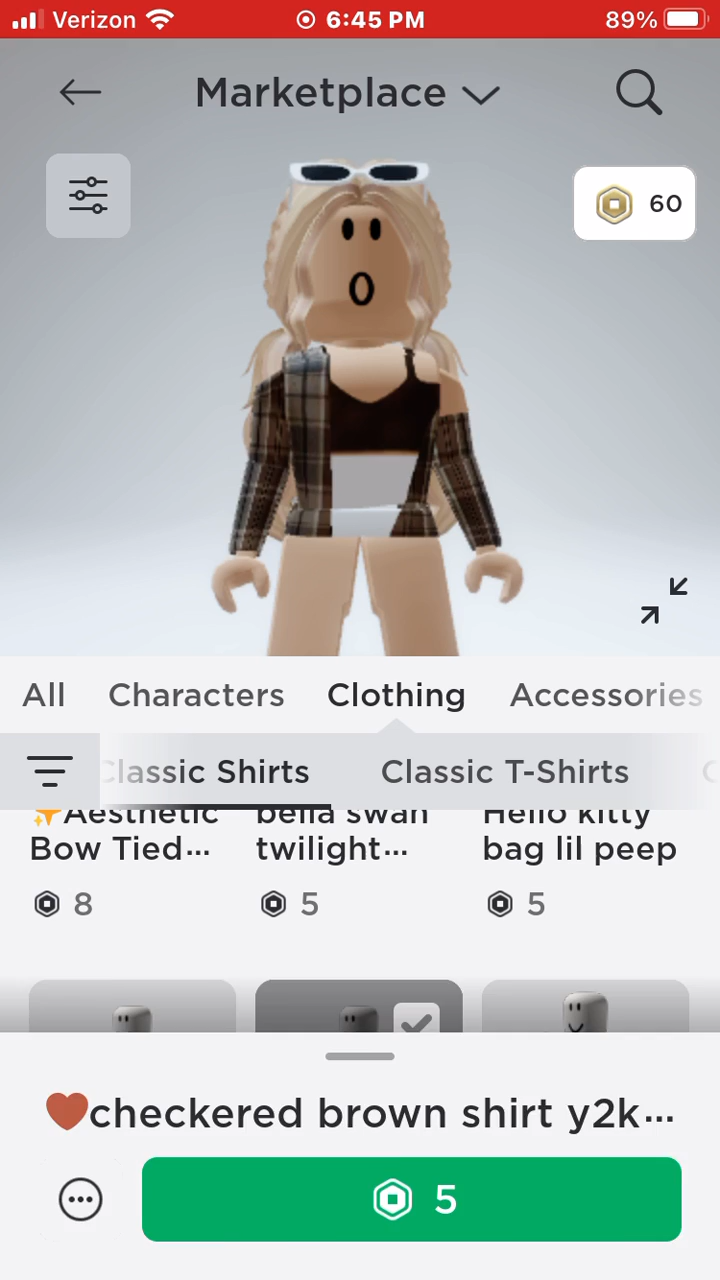 Verizon 6:45 PM 89%
Marketplace
60
All Characters Clothing Accessories
Classic Shirts Classic T-Shirts
✨Aesthetic
Bow Tied...
bella swan
twilight...
Hello kitty
bag lil peep
8 5 5
🤎checkered brown shirt y2k...
5